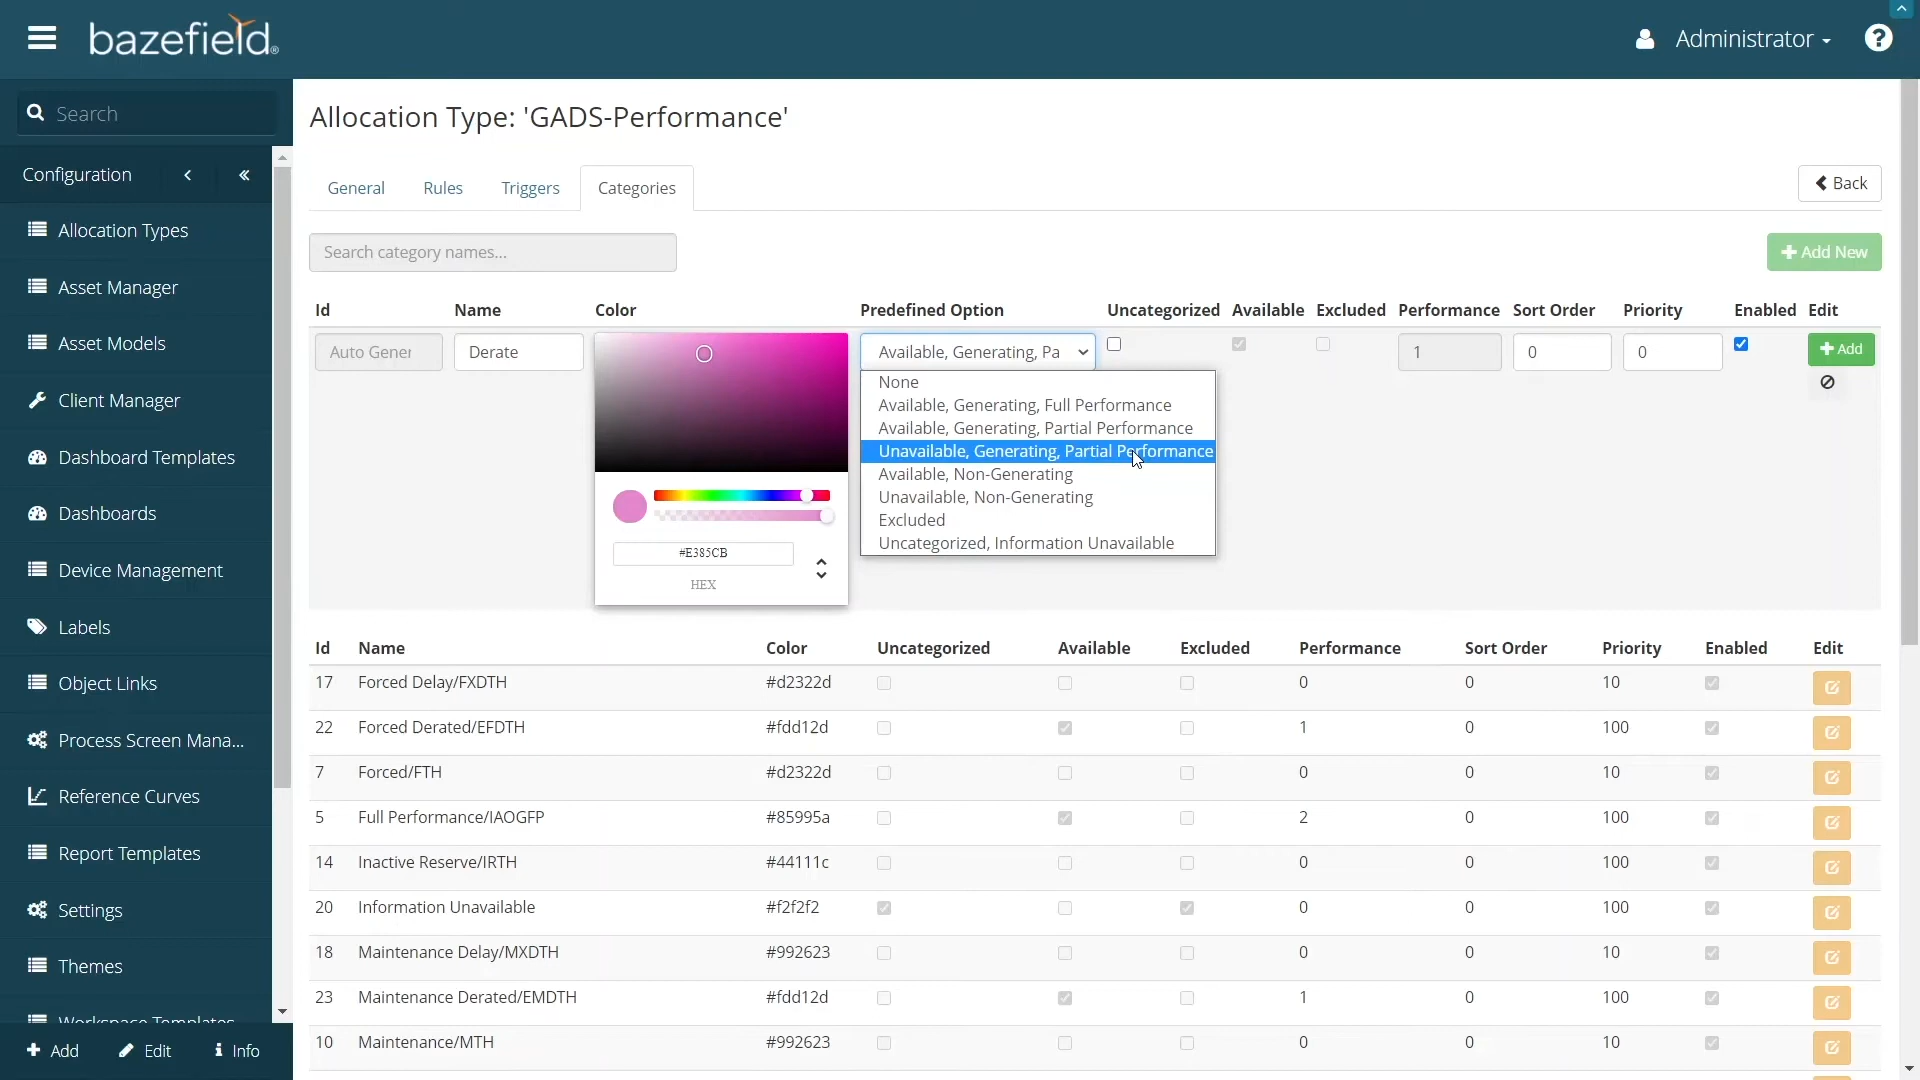 bazefield®
Administrator
Search
Configuration
Allocation Types
Asset Manager
Asset Models
Client Manager
Dashboard Templates
Dashboards
Device Management
Labels
Object Links
Process Screen Mana...
Reference Curves
Report Templates
Settings
Themes
Workspace Templates
Add Edit Info
Allocation Type: 'GADS-Performance'
General Rules Triggers Categories
Back
Search category names...
Add New
Id Name Color Predefined Option Uncategorized Available Excluded Performance Sort Order Priority Enabled Edit
Auto Gener Derate Available, Generating, Pa 1 0 0 Add
None
Available, Generating, Full Performance
Available, Generating, Partial Performance
Unavailable, Generating, Partial Performance
Available, Non-Generating
Unavailable, Non-Generating
Excluded
Uncategorized, Information Unavailable
#E385CB
HEX
Id Name Color Uncategorized Available Excluded Performance Sort Order Priority Enabled Edit
17 Forced Delay/FXDTH #d2322d 0 0 10
22 Forced Derated/EFDTH #fdd12d 1 0 100
7 Forced/FTH #d2322d 0 0 10
5 Full Performance/IAOGFP #85995a 2 0 100
14 Inactive Reserve/IRTH #44111c 0 0 100
20 Information Unavailable #f2f2f2 0 0 100
18 Maintenance Delay/MXDTH #992623 0 0 10
23 Maintenance Derated/EMDTH #fdd12d 1 0 100
10 Maintenance/MTH #992623 0 0 10